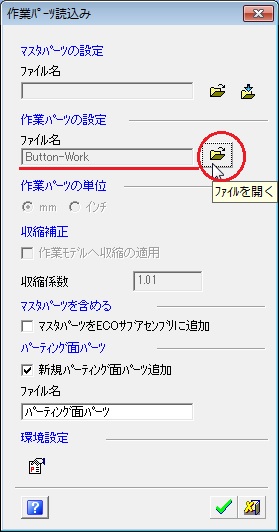 作業ﾊﾟｰﾂ読込み
マスタパーツの設定
ファイル名
作業パーツの設定
ファイル名
Button-Work
ファイルを開く
作業パーツの単位
mm インチ
収縮補正
作業モデルへ収縮の適用
収縮係数 1.01
マスタパーツを含める
マスタパーツをECOサブアセンブリに追加
パーティング面パーツ
新規パーティング面パーツ追加
ファイル名
パーティング面パーツ
環境設定
?